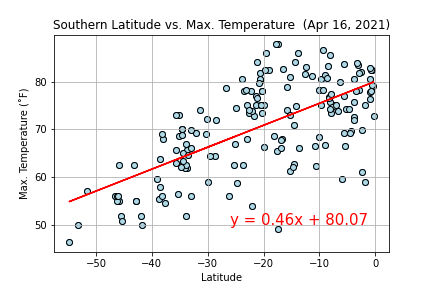 Southern Latitude vs. Max. Temperature (Apr 16, 2021)
Max. Temperature (°F)
80
70
60
50
y = 0.46x + 80.07
−50
−40
−30
−20
−10
0
Latitude